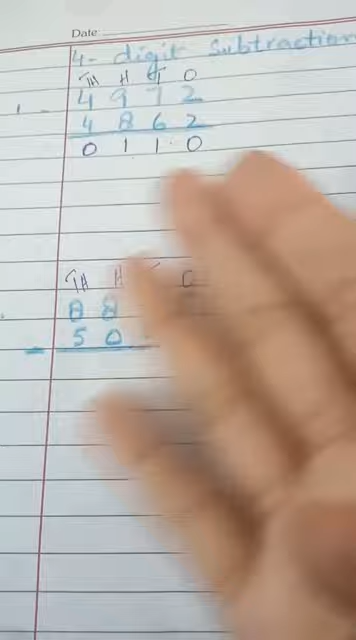 Date:
4- digit subtraction
TH H T O
1 - 4 9 7 2
4 8 6 2
0 1 1 0
TH H T O
8 8
- 5 0